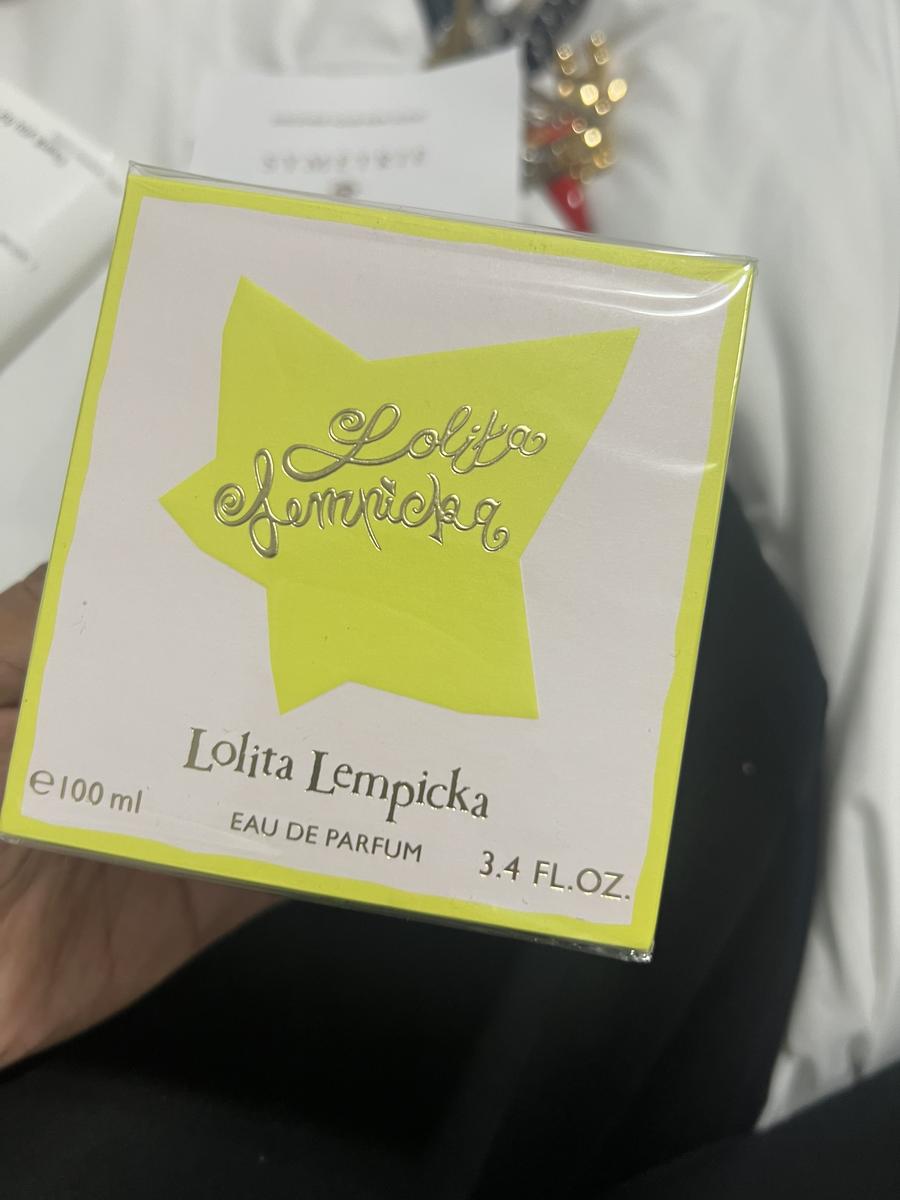 Lolita
Lempicka
Lolita Lempicka
℮100 ml
EAU DE PARFUM
3.4 FL.OZ.